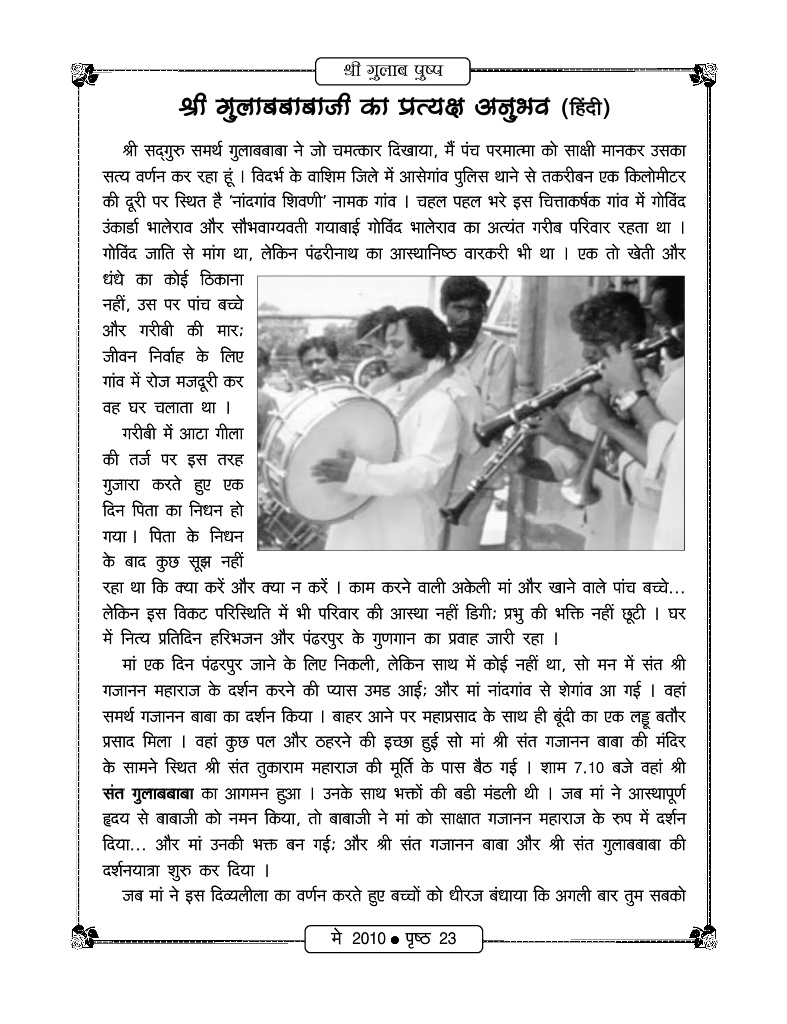 श्री गुलाब पुष्प
श्री गुलाबबाबाजी का प्रत्यक्ष अनुभव (हिंदी)
श्री सद्‌गुरु समर्थ गुलाबबाबा ने जो चमत्कार दिखाया, मैं पंच परमात्मा को साक्षी मानकर उसका
सत्य वर्णन कर रहा हूं । विदर्भ के वाशिम जिले में आसेगांव पुलिस थाने से तकरीबन एक किलोमीटर
की दूरी पर स्थित है 'नांदगांव शिवणी' नामक गांव । चहल पहल भरे इस चित्ताकर्षक गांव में गोविंद
उंकार्डा भालेराव और सौभवाग्यवती गयाबाई गोविंद भालेराव का अत्यंत गरीब परिवार रहता था ।
गोविंद जाति से मांग था, लेकिन पंढरीनाथ का आस्थानिष्ठ वारकरी भी था । एक तो खेती और
धंधे का कोई ठिकाना
नहीं, उस पर पांच बच्चे
और गरीबी की मार;
जीवन निर्वाह के लिए
गांव में रोज मजदूरी कर
वह घर चलाता था ।
गरीबी में आटा गीला
की तर्ज पर इस तरह
गुजारा करते हुए एक
दिन पिता का निधन हो
गया। पिता के निधन
के बाद कुछ सूझ नहीं
रहा था कि क्या करें और क्या न करें । काम करने वाली अकेली मां और खाने वाले पांच बच्चे...
लेकिन इस विकट परिस्थिति में भी परिवार की आस्था नहीं डिगी; प्रभु की भक्ति नहीं छूटी । घर
में नित्य प्रतिदिन हरिभजन और पंढरपुर के गुणगान का प्रवाह जारी रहा ।
मां एक दिन पंढरपुर जाने के लिए निकली, लेकिन साथ में कोई नहीं था, सो मन में संत श्री
गजानन महाराज के दर्शन करने की प्यास उमड आई; और मां नांदगांव से शेगांव आ गई । वहां
समर्थ गजानन बाबा का दर्शन किया । बाहर आने पर महाप्रसाद के साथ ही बूंदी का एक लड्डू बतौर
प्रसाद मिला । वहां कुछ पल और ठहरने की इच्छा हुई सो मां श्री संत गजानन बाबा की मंदिर
के सामने स्थित श्री संत तुकाराम महाराज की मूर्ति के पास बैठ गई । शाम 7.10 बजे वहां श्री
संत गुलाबबाबा का आगमन हुआ । उनके साथ भक्तों की बडी मंडली थी । जब मां ने आस्थापूर्ण
हृदय से बाबाजी को नमन किया, तो बाबाजी ने मां को साक्षात गजानन महाराज के रुप में दर्शन
दिया... और मां उनकी भक्त बन गई; और श्री संत गजानन बाबा और श्री संत गुलाबबाबा की
दर्शनयात्रा शुरु कर दिया ।
जब मां ने इस दिव्यलीला का वर्णन करते हुए बच्चों को धीरज बंधाया कि अगली बार तुम सबको
मे 2010 ● पृष्ठ 23